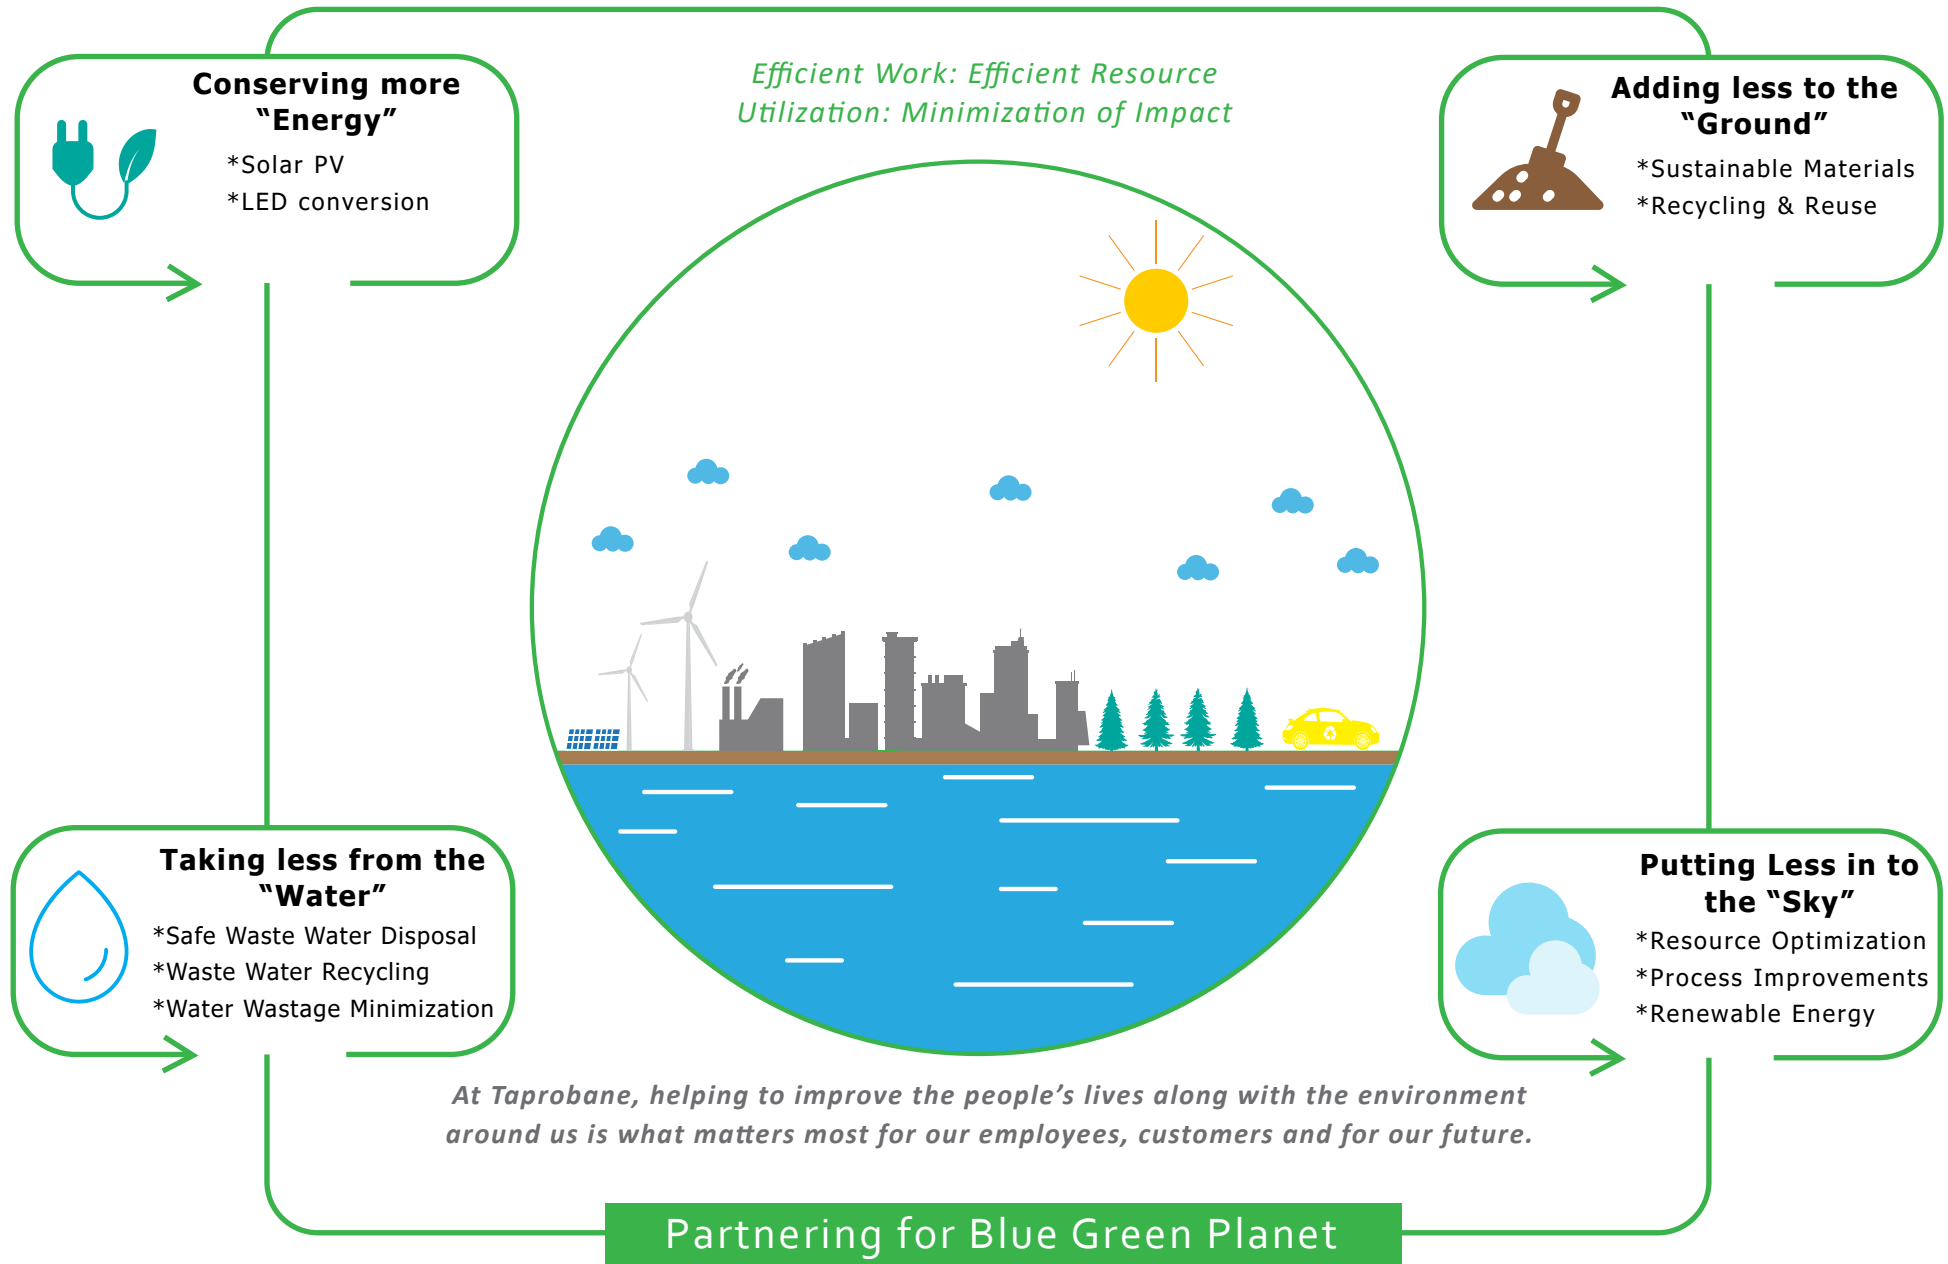 Efficient Work: Efficient Resource
Utilization: Minimization of Impact
Conserving more
“Energy”
*Solar PV
*LED conversion
Adding less to the
“Ground”
*Sustainable Materials
*Recycling & Reuse
Taking less from the
“Water”
*Safe Waste Water Disposal
*Waste Water Recycling
*Water Wastage Minimization
Putting Less in to
the “Sky”
*Resource Optimization
*Process Improvements
*Renewable Energy
At Taprobane, helping to improve the people’s lives along with the environment
around us is what matters most for our employees, customers and for our future.
Partnering for Blue Green Planet